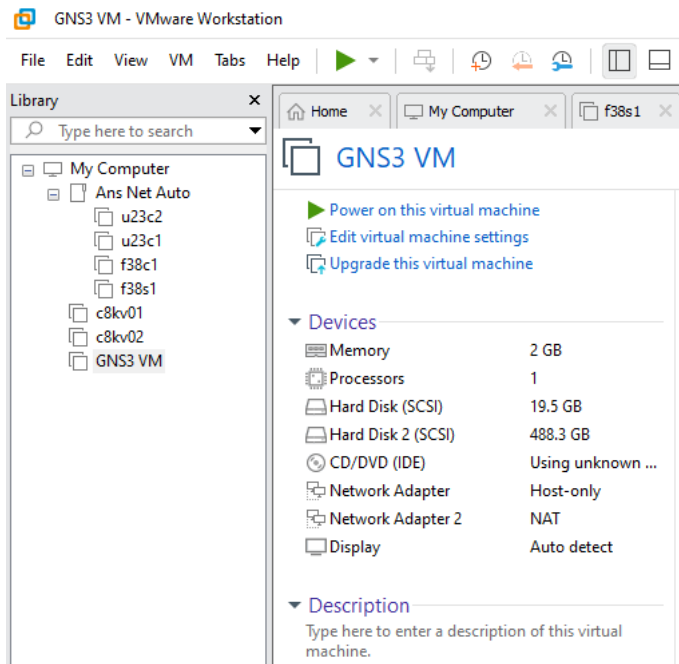 GNS3 VM - VMware Workstation
File Edit View VM Tabs Help
Library
Type here to search
My Computer
Ans Net Auto
u23c2
u23c1
f38c1
f38s1
c8kv01
c8kv02
GNS3 VM
Home My Computer f38s1
GNS3 VM
Power on this virtual machine
Edit virtual machine settings
Upgrade this virtual machine
Devices
Memory 2 GB
Processors 1
Hard Disk (SCSI) 19.5 GB
Hard Disk 2 (SCSI) 488.3 GB
CD/DVD (IDE) Using unknown ...
Network Adapter Host-only
Network Adapter 2 NAT
Display Auto detect
Description
Type here to enter a description of this virtual
machine.